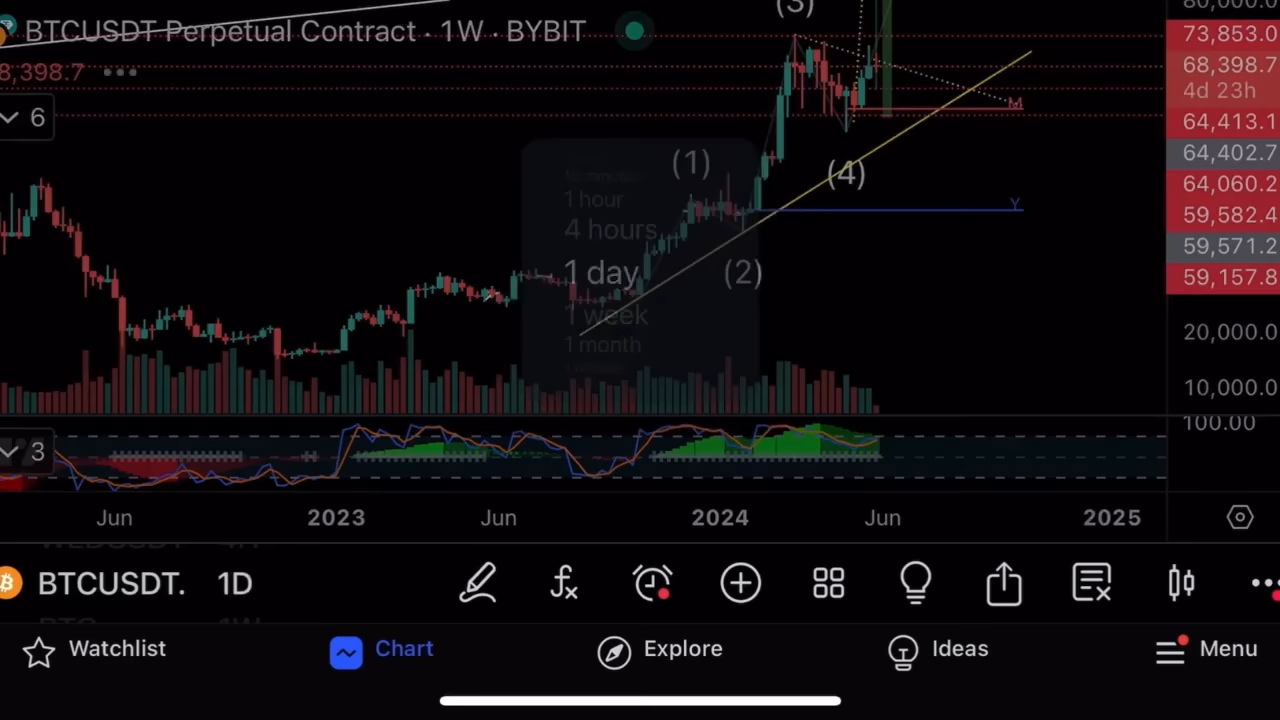 (3)
80,000.0
BTCUSDT Perpetual Contract · 1W · BYBIT
73,853.0
8,398.7 •••
68,398.7
4d 23h
6
M
64,413.1
64,402.7
(1)
1 hour
(4)
64,060.2
4 hours
Y
59,582.4
59,571.2
1 day
(2)
59,157.8
1 week
20,000.0
1 month
10,000.0
100.00
3
Jun
2023
Jun
2024
Jun
2025
BTCUSDT. 1D
Watchlist
Chart
Explore
Ideas
Menu